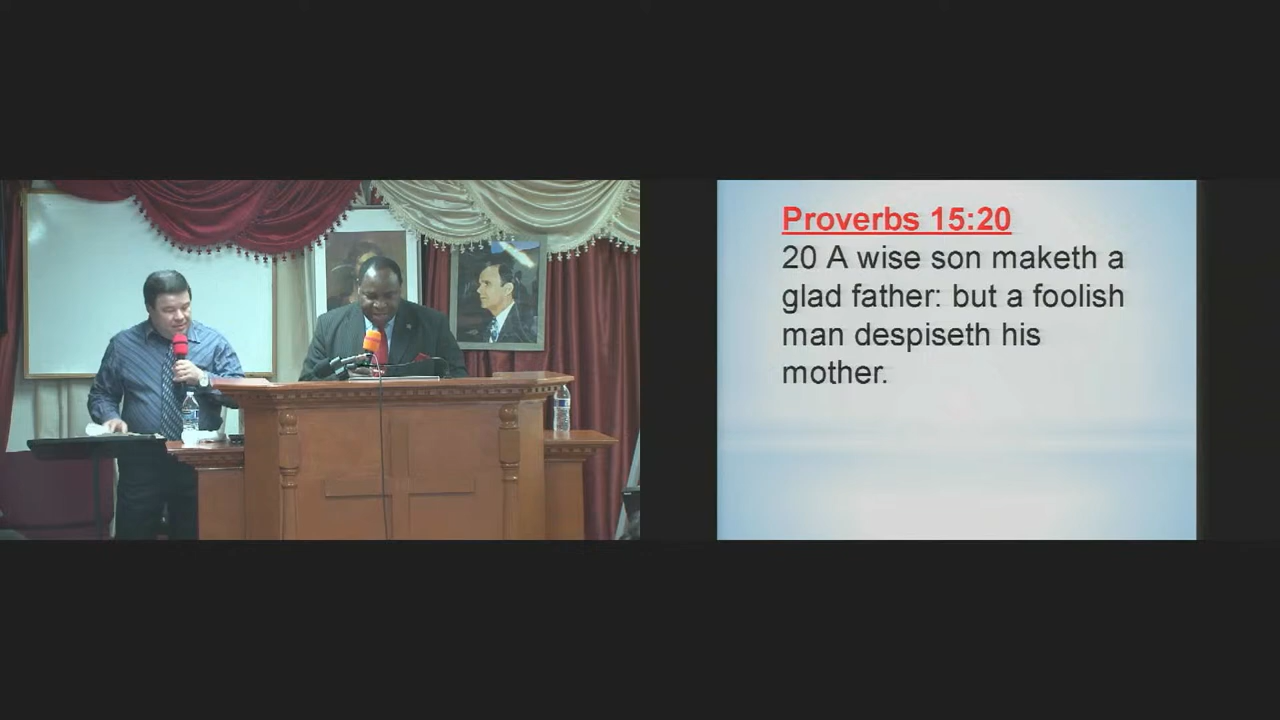 Proverbs 15:20
20 A wise son maketh a
glad father: but a foolish
man despiseth his
mother.